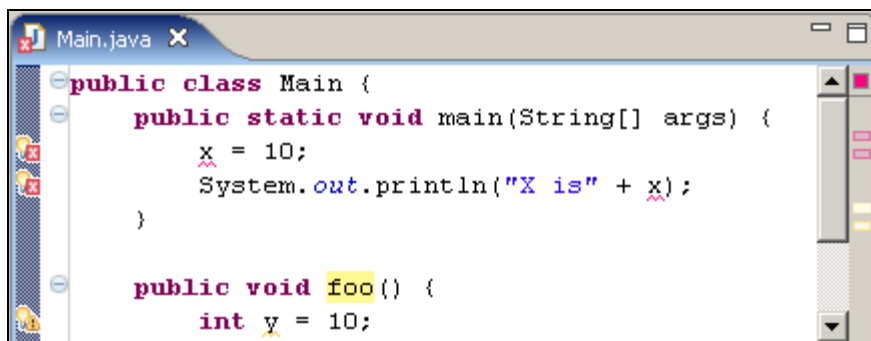 Main.java
public class Main {
public static void main(String[] args) {
x = 10;
System.out.println("X is" + x);
}
public void foo() {
int y = 10;